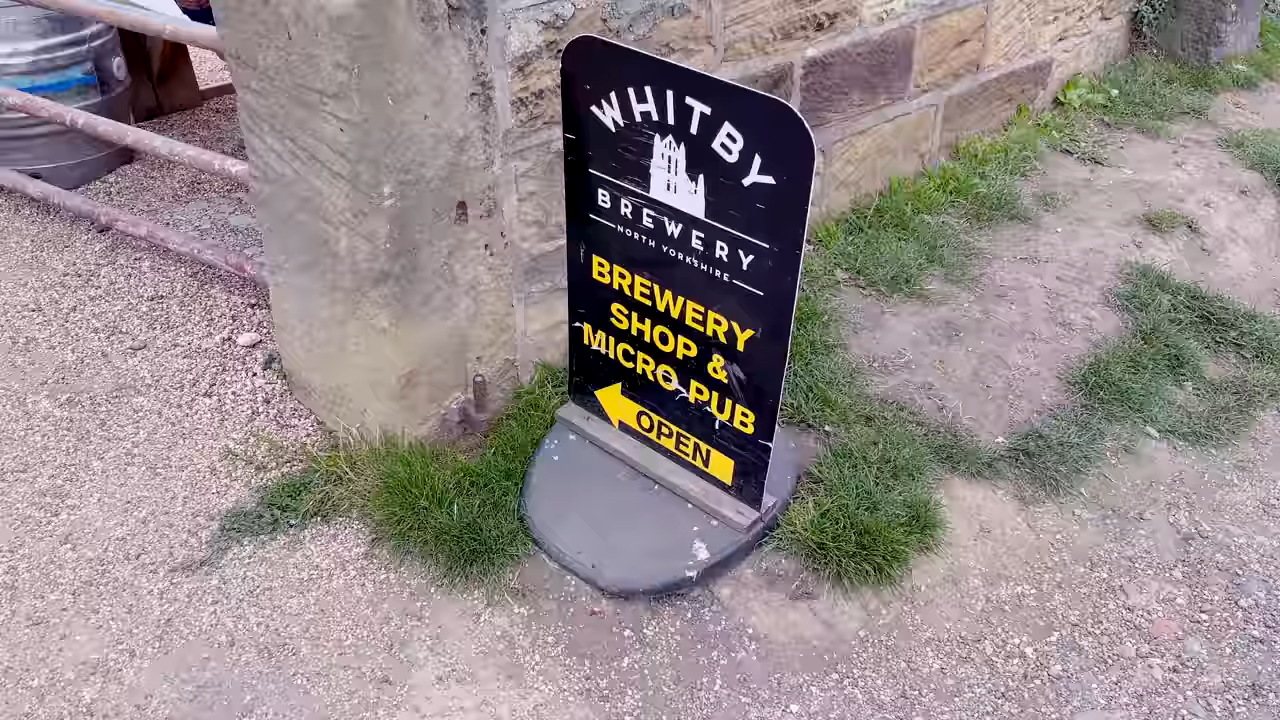 WHITBY
BREWERY
NORTH YORKSHIRE
BREWERY
SHOP &
MICRO PUB
OPEN